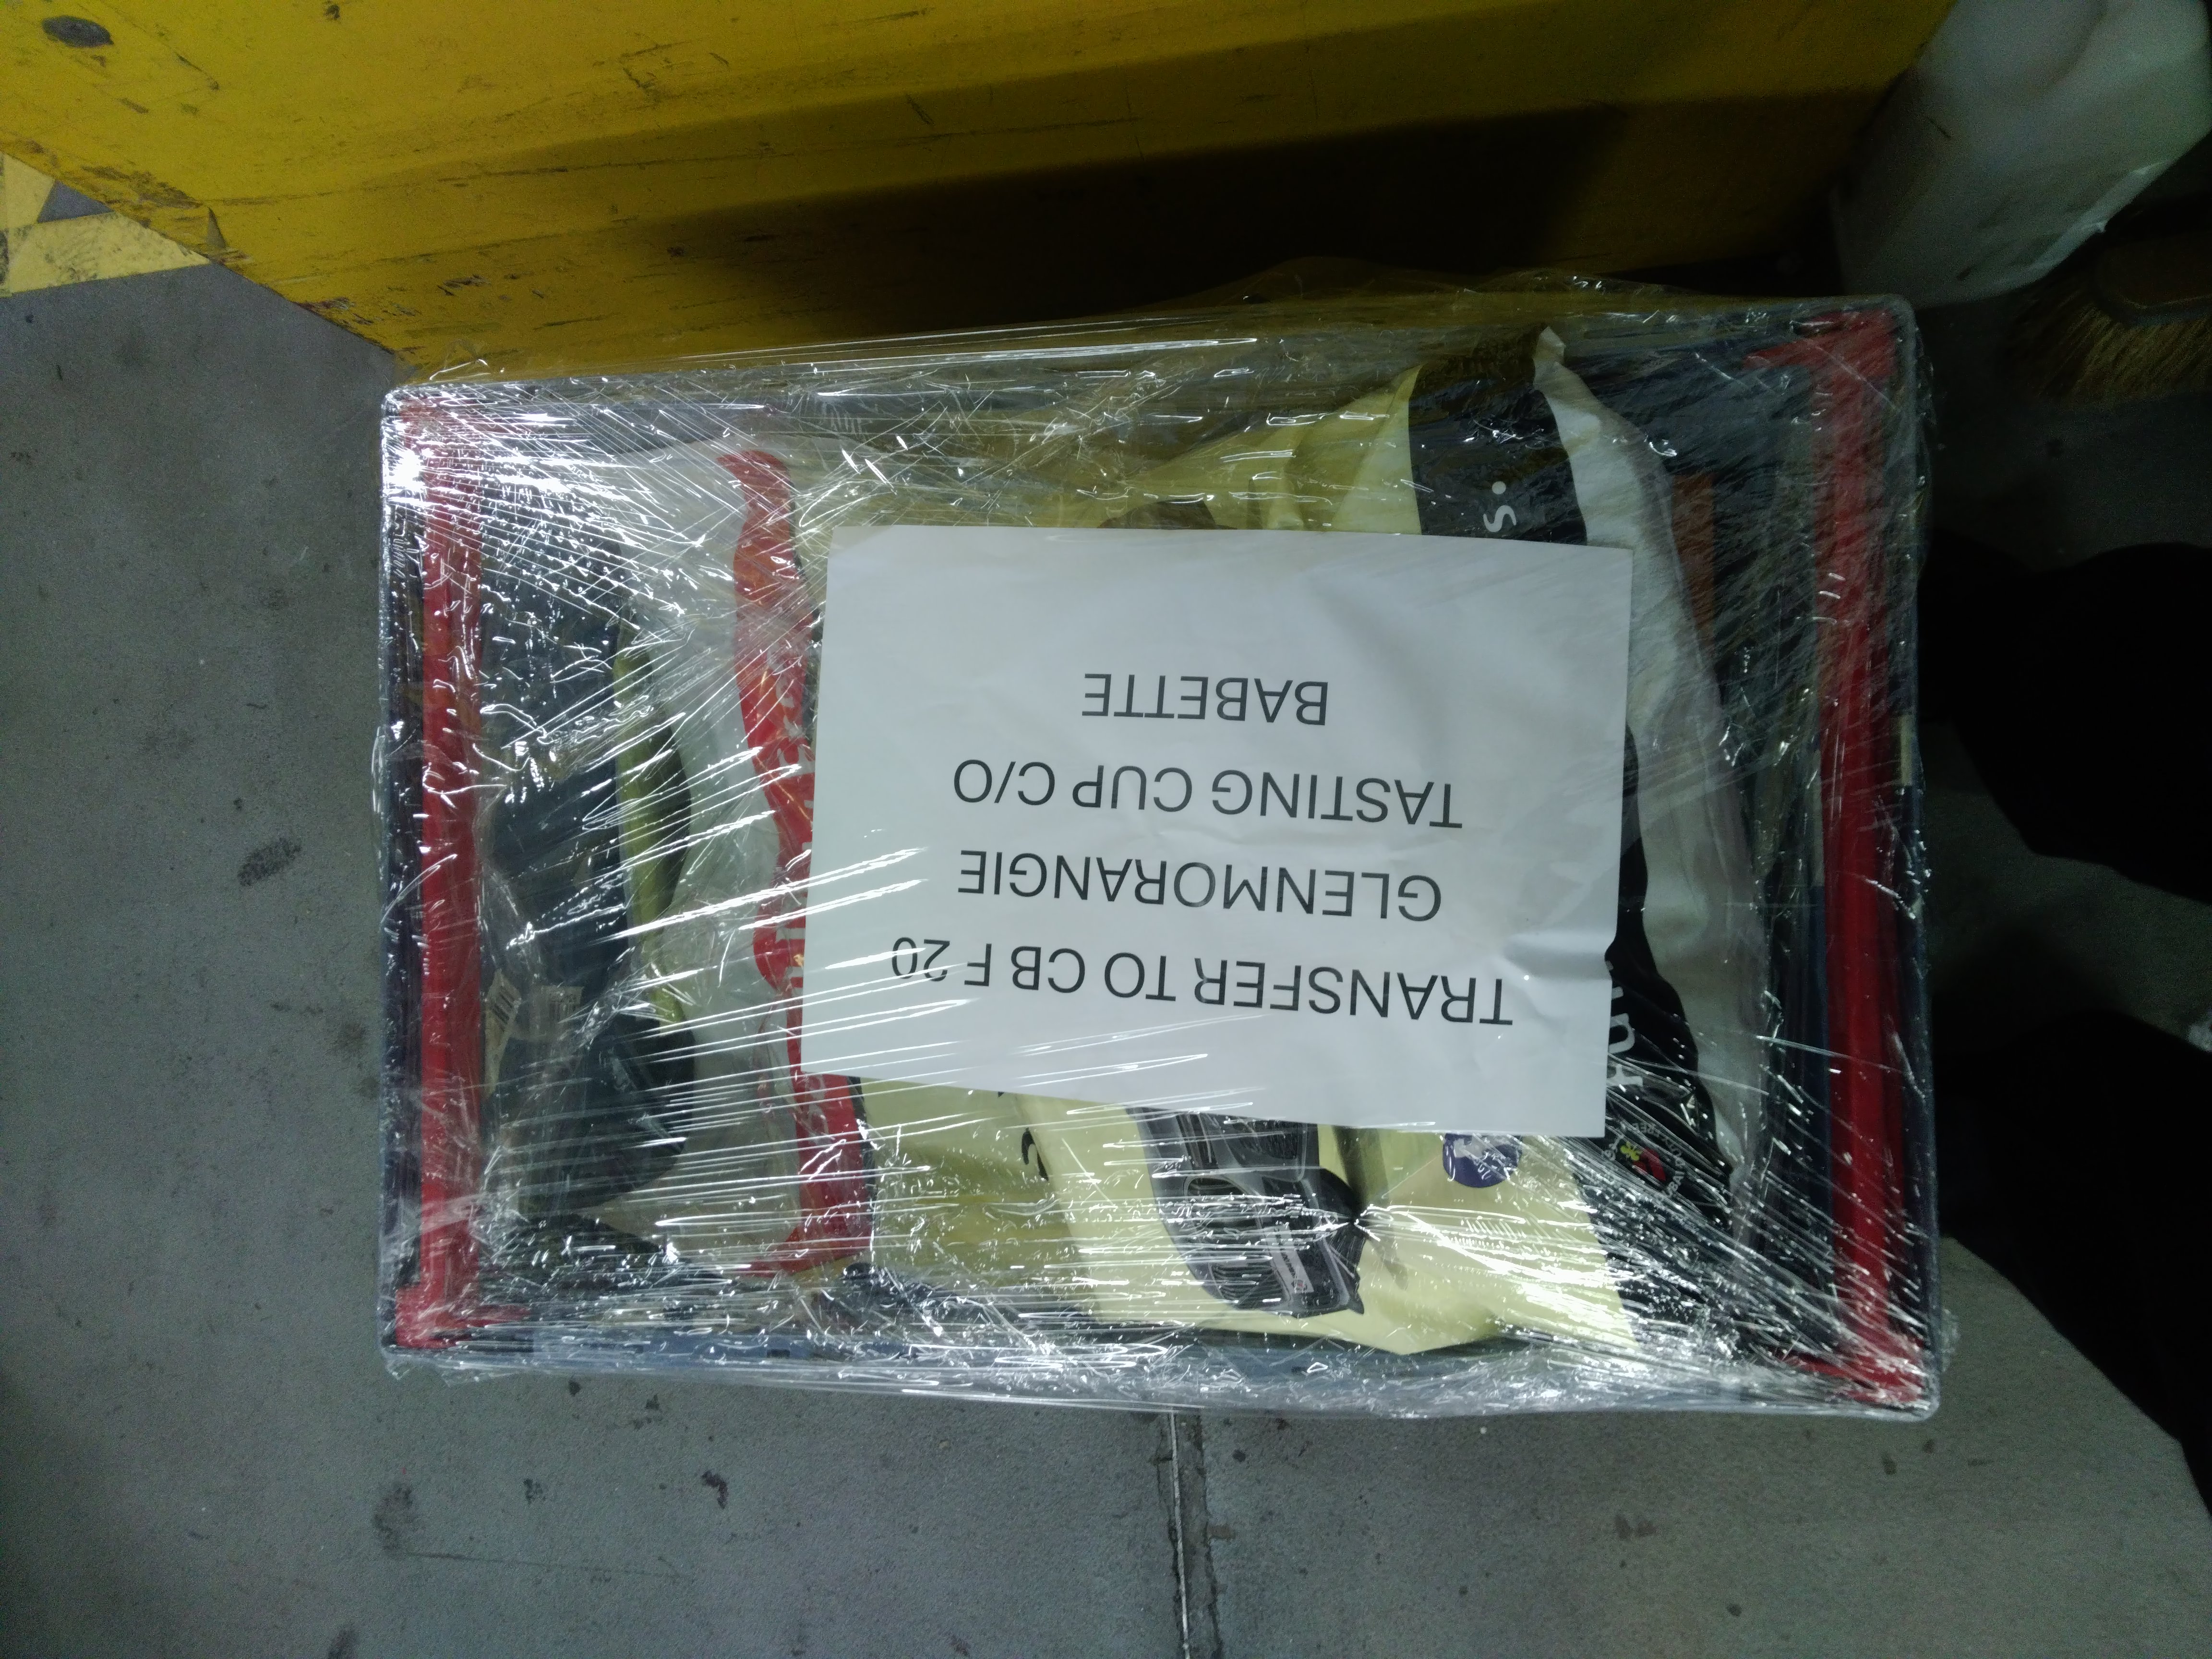 TRANSFER TO CB F 20
GLENMORANGIE
TASTING CUP C/O
BABETTE